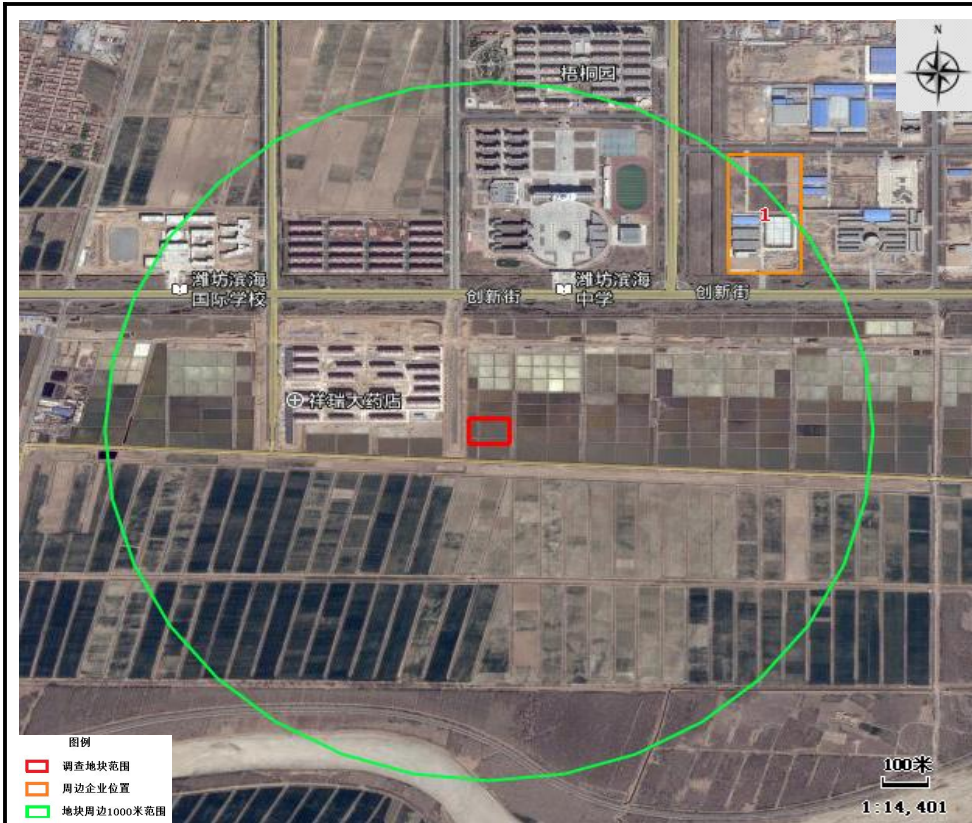 N
梧桐园
1
潍坊滨海
国际学校
创新街
潍坊滨海
中学
创新街
祥瑞大药店
图例
调查地块范围
周边企业位置
地块周边1000米范围
100米
1:14,401